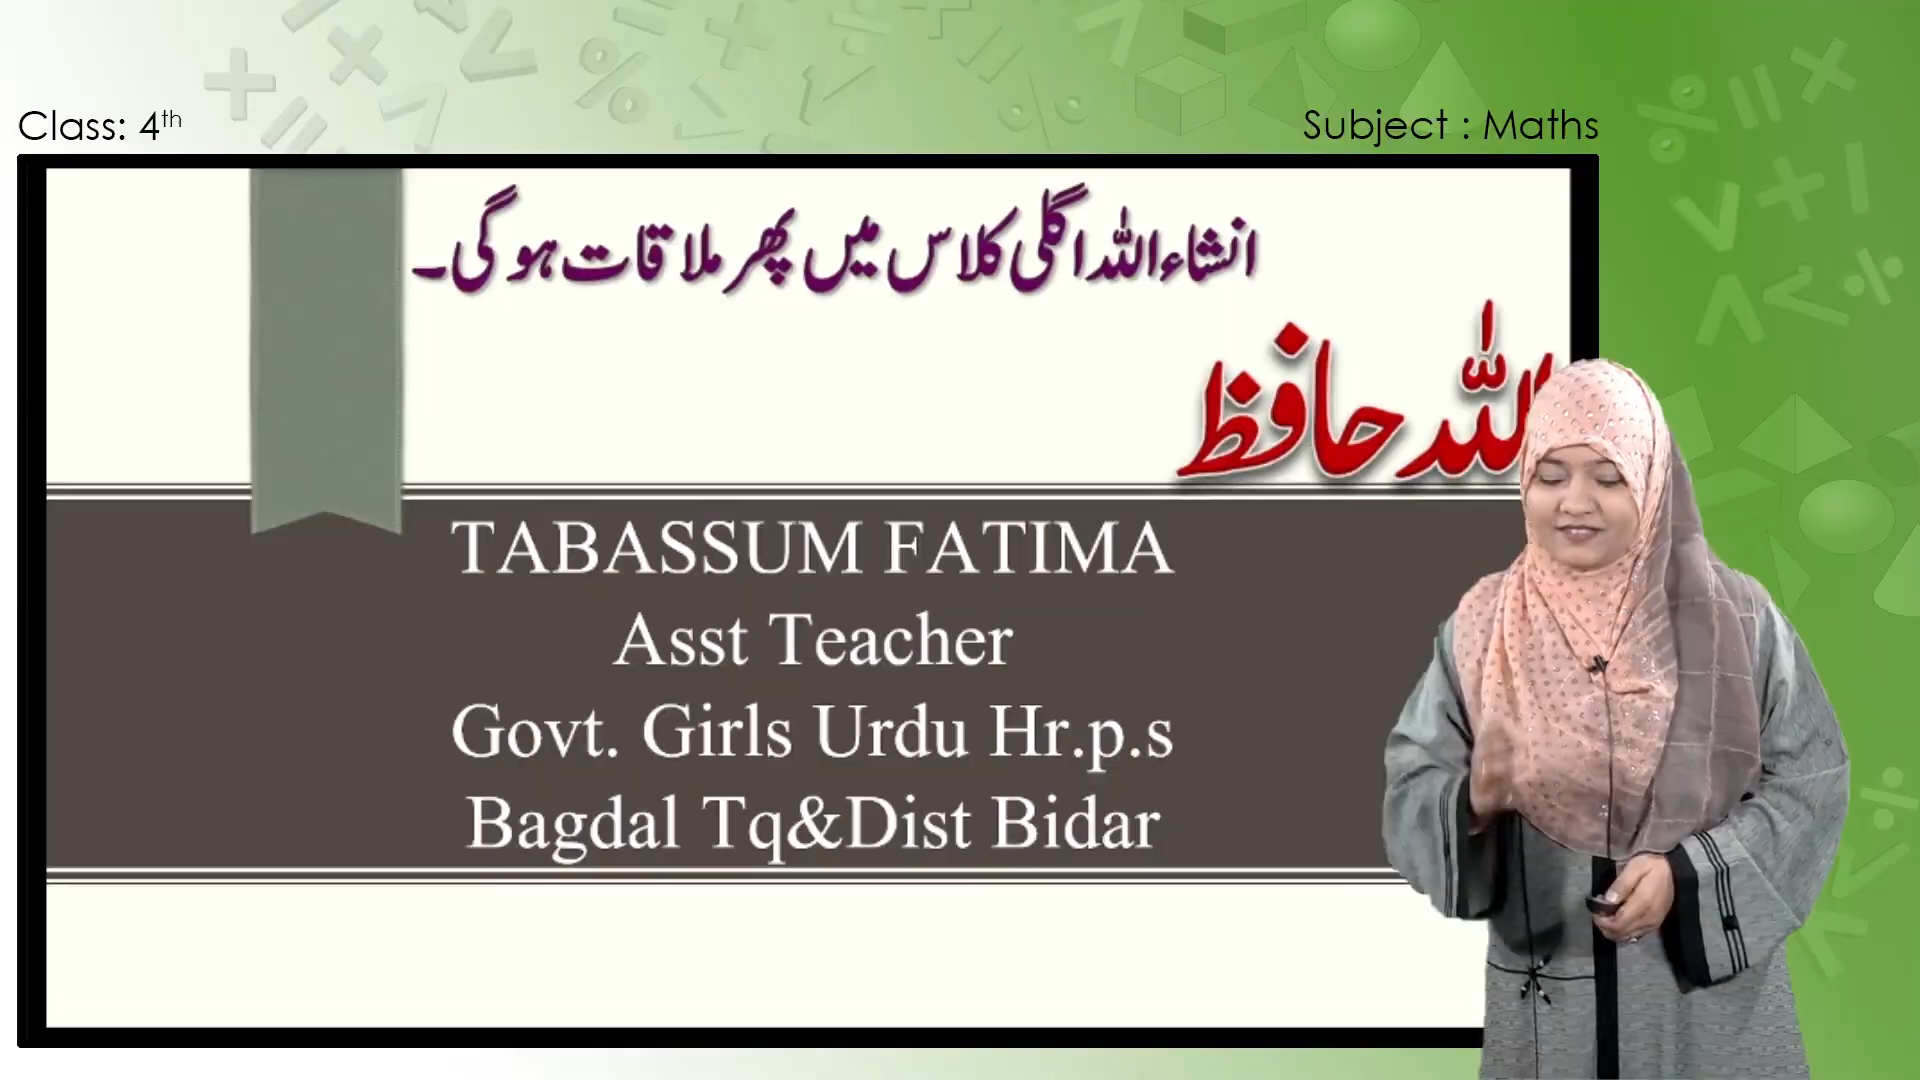 Class: 4th
Subject : Maths
انشاءاللہ اگلی کلاس میں پھر ملاقات ہوگی۔
اللہ حافظ
TABASSUM FATIMA
Asst Teacher
Govt. Girls Urdu Hr.p.s
Bagdal Tq&Dist Bidar